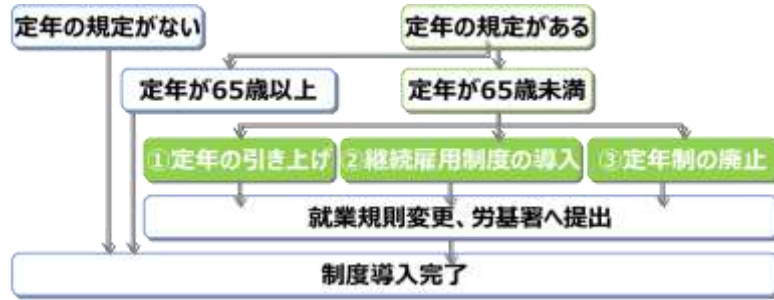 定年の規定がない
定年の規定がある
定年が65歳以上
定年が65歳未満
①定年の引き上げ
②継続雇用制度の導入
③定年制の廃止
就業規則変更、労基署へ提出
制度導入完了